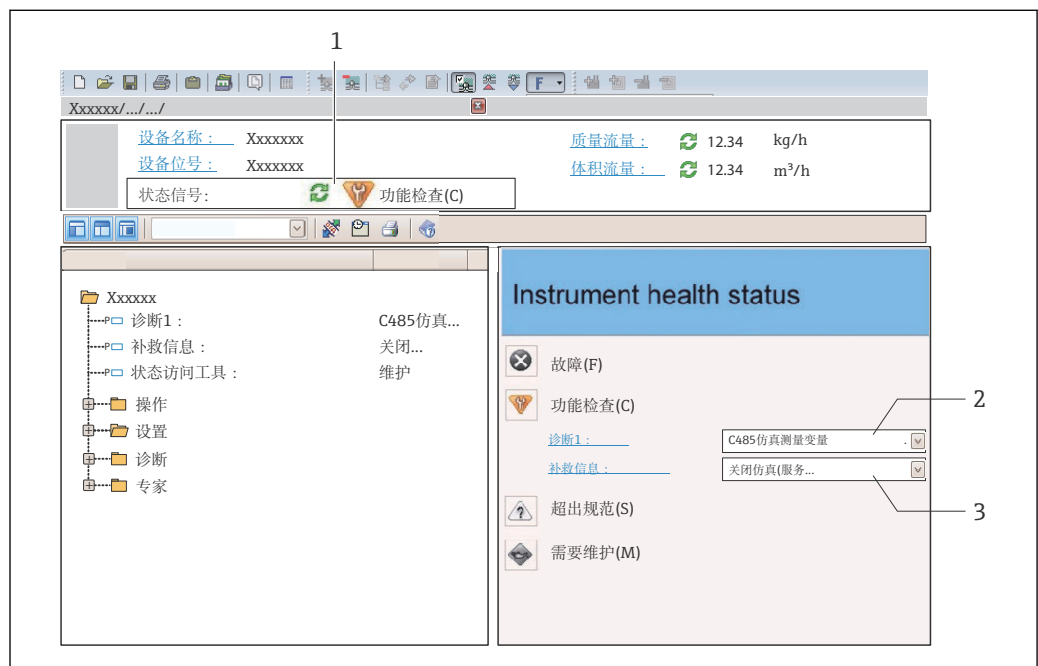 1
F
Xxxxxx/.../.../
设备名称： Xxxxxxx
质量流量： 12.34 kg/h
设备位号： Xxxxxxx
体积流量： 12.34 m³/h
状态信号: 功能检查(C)
Xxxxxx
诊断1： C485仿真...
补救信息： 关闭...
状态访问工具： 维护
操作
设置
诊断
专家
Instrument health status
故障(F)
功能检查(C)
2
诊断1： C485仿真测量变量 .
补救信息： 关闭仿真(服务...
超出规范(S)
3
需要维护(M)